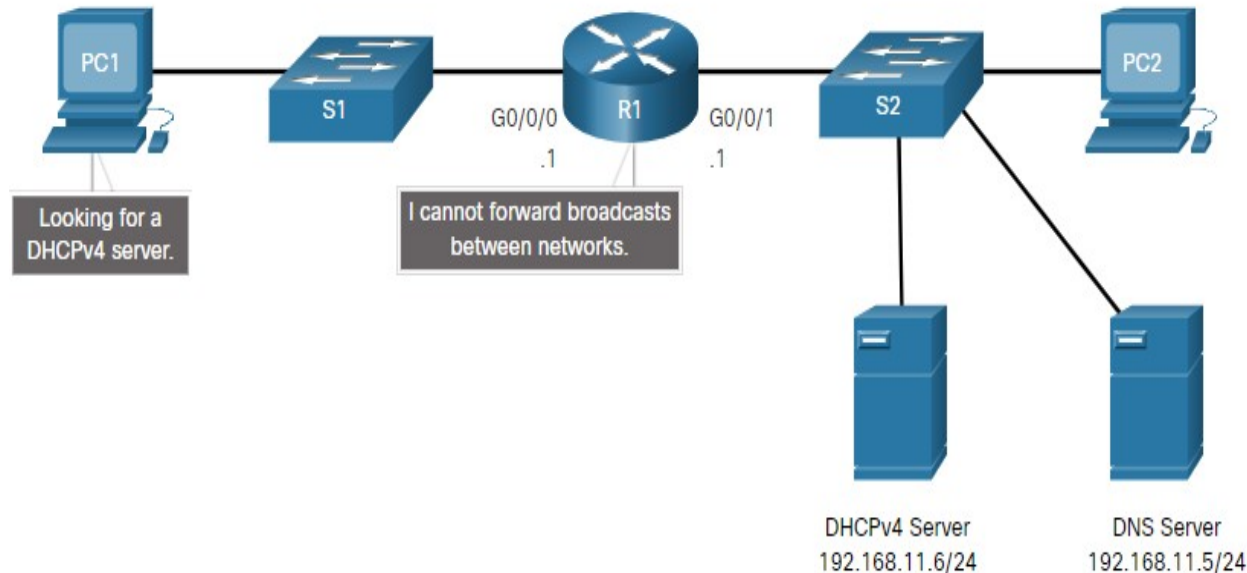 PC1
S1
G0/0/0
.1
R1
G0/0/1
.1
S2
PC2
Looking for a
DHCPv4 server.
I cannot forward broadcasts
between networks.
DHCPv4 Server
192.168.11.6/24
DNS Server
192.168.11.5/24